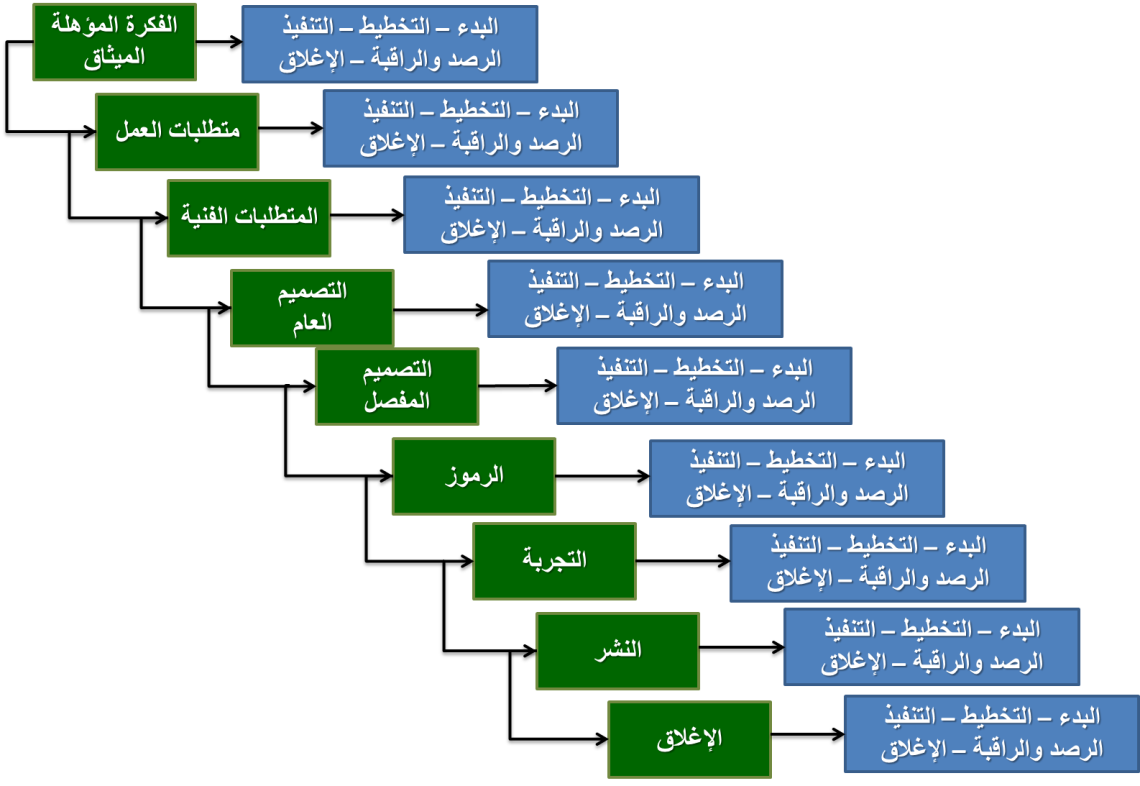 الفكرة المؤهلة
الميثاق
البدء – التخطيط – التنفيذ
الرصد والراقبة – الإغلاق
متطلبات العمل
البدء – التخطيط – التنفيذ
الرصد والراقبة – الإغلاق
المتطلبات الفنية
البدء – التخطيط – التنفيذ
الرصد والراقبة – الإغلاق
التصميم
العام
البدء – التخطيط – التنفيذ
الرصد والراقبة – الإغلاق
التصميم
المفصل
البدء – التخطيط – التنفيذ
الرصد والراقبة – الإغلاق
الرموز
البدء – التخطيط – التنفيذ
الرصد والراقبة – الإغلاق
التجربة
البدء – التخطيط – التنفيذ
الرصد والراقبة – الإغلاق
النشر
البدء – التخطيط – التنفيذ
الرصد والراقبة – الإغلاق
الإغلاق
البدء – التخطيط – التنفيذ
الرصد والراقبة – الإغلاق